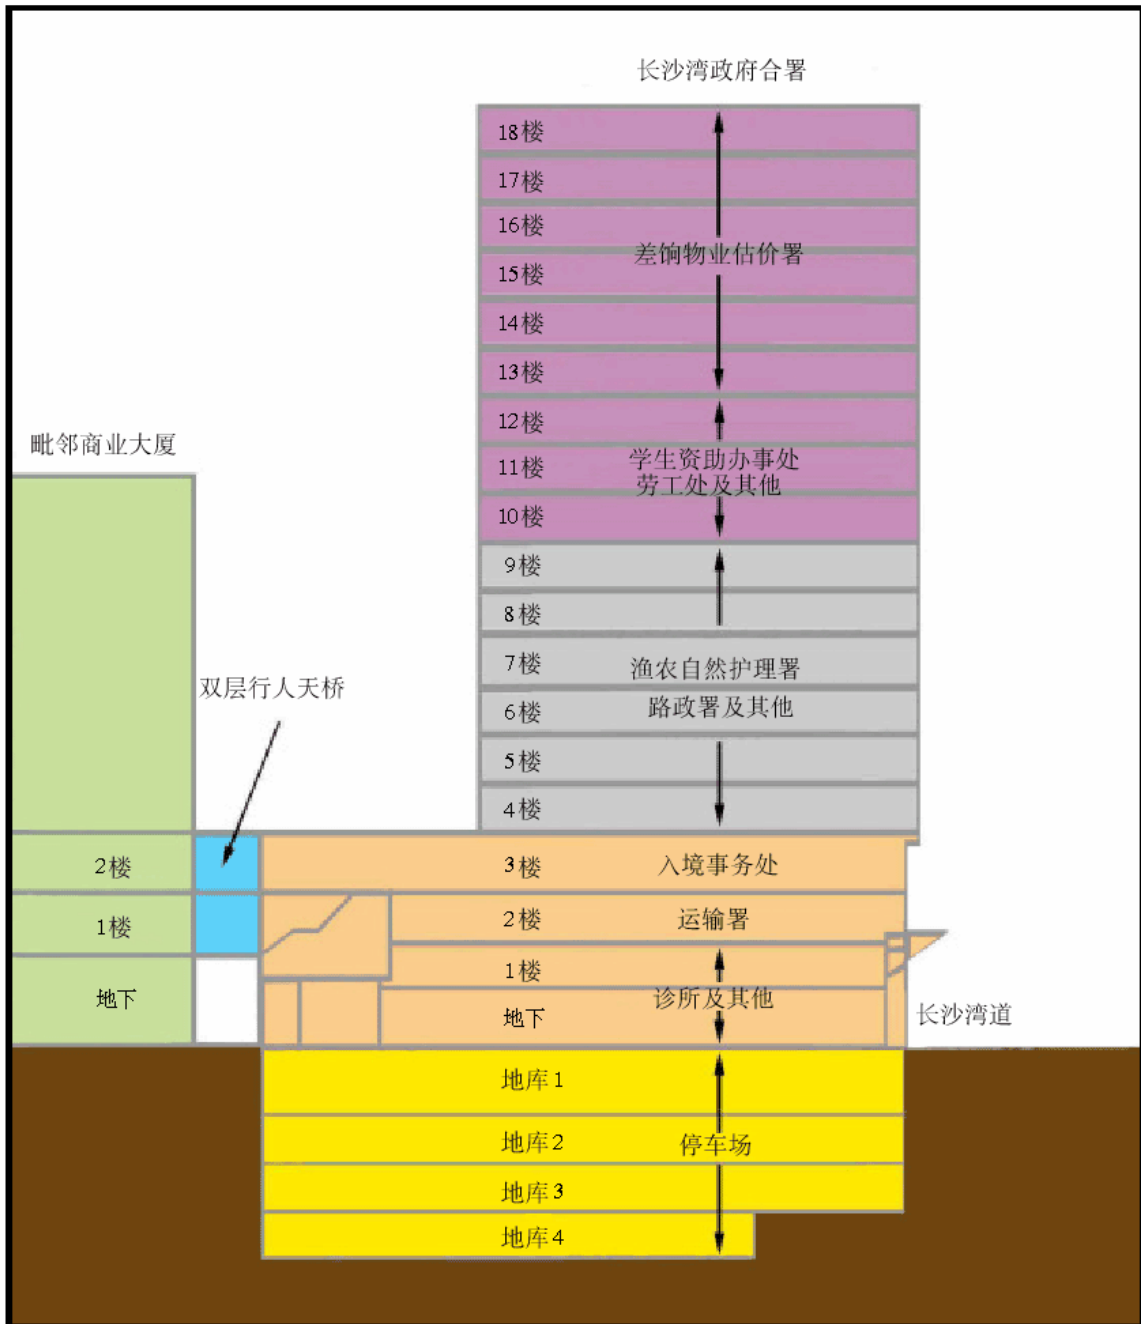 长沙湾政府合署
18楼
17楼
16楼
差饷物业估价署
15楼
14楼
13楼
12楼
毗邻商业大厦
学生资助办事处
11楼
劳工处及其他
10楼
9楼
8楼
7楼
渔农自然护理署
双层行人天桥
6楼
路政署及其他
5楼
4楼
2楼
3楼
入境事务处
1楼
2楼
运输署
1楼
地下
诊所及其他
地下
长沙湾道
地库1
地库2
停车场
地库3
地库4